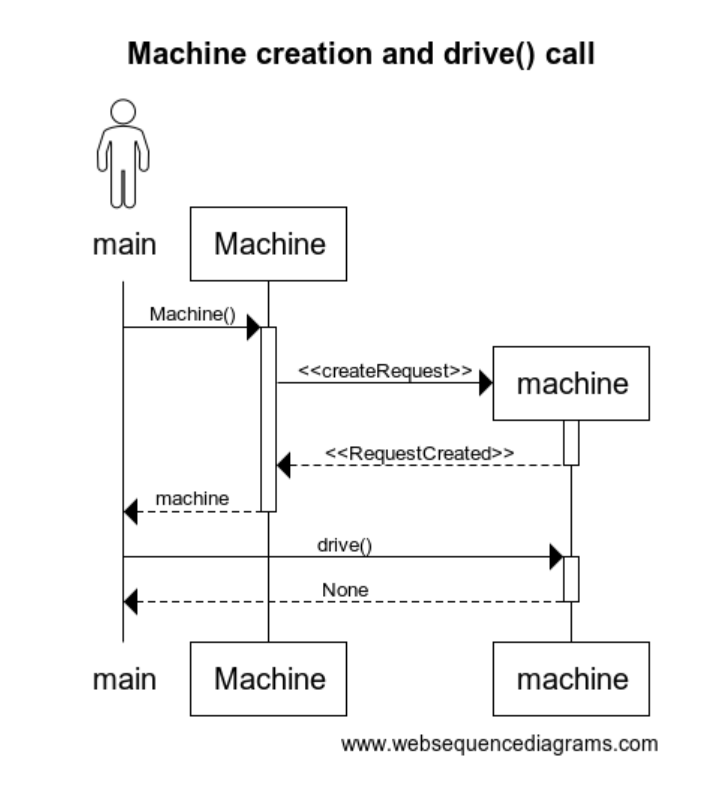 Machine creation and drive() call
main
Machine
Machine()
<<createRequest>>
machine
<<RequestCreated>>
machine
drive()
None
main
Machine
machine
www.websequencediagrams.com